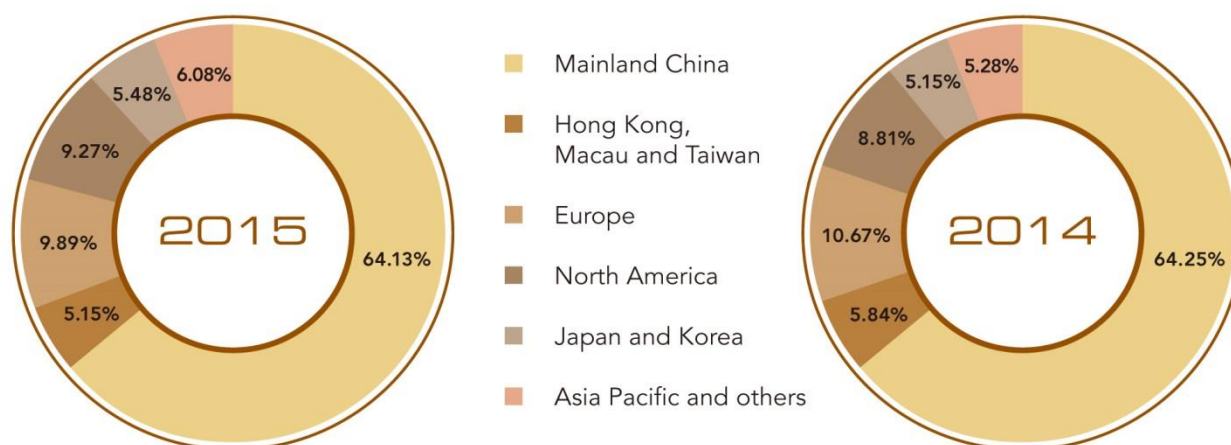 6.08%
5.48%
9.27%
9.89%
5.15%
64.13%
2015
Mainland China
Hong Kong,
Macau and Taiwan
Europe
North America
Japan and Korea
Asia Pacific and others
5.28%
5.15%
8.81%
10.67%
5.84%
64.25%
2014